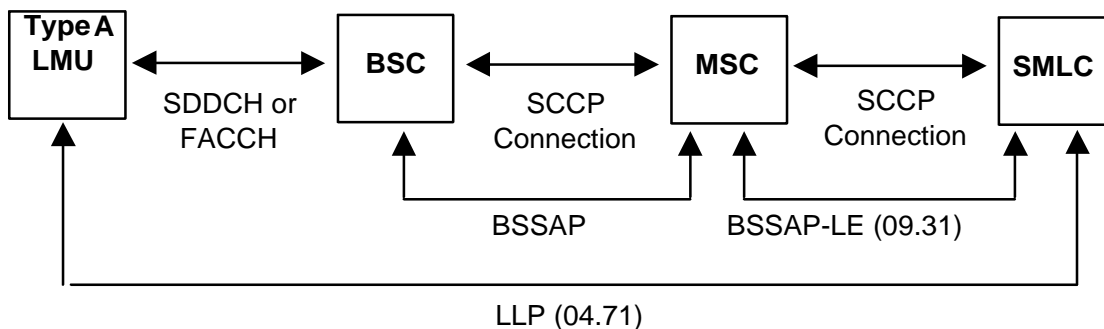 Type A
LMU
BSC
MSC
SMLC
SDDCH or
FACCH
SCCP
Connection
SCCP
Connection
BSSAP
BSSAP-LE (09.31)
LLP (04.71)